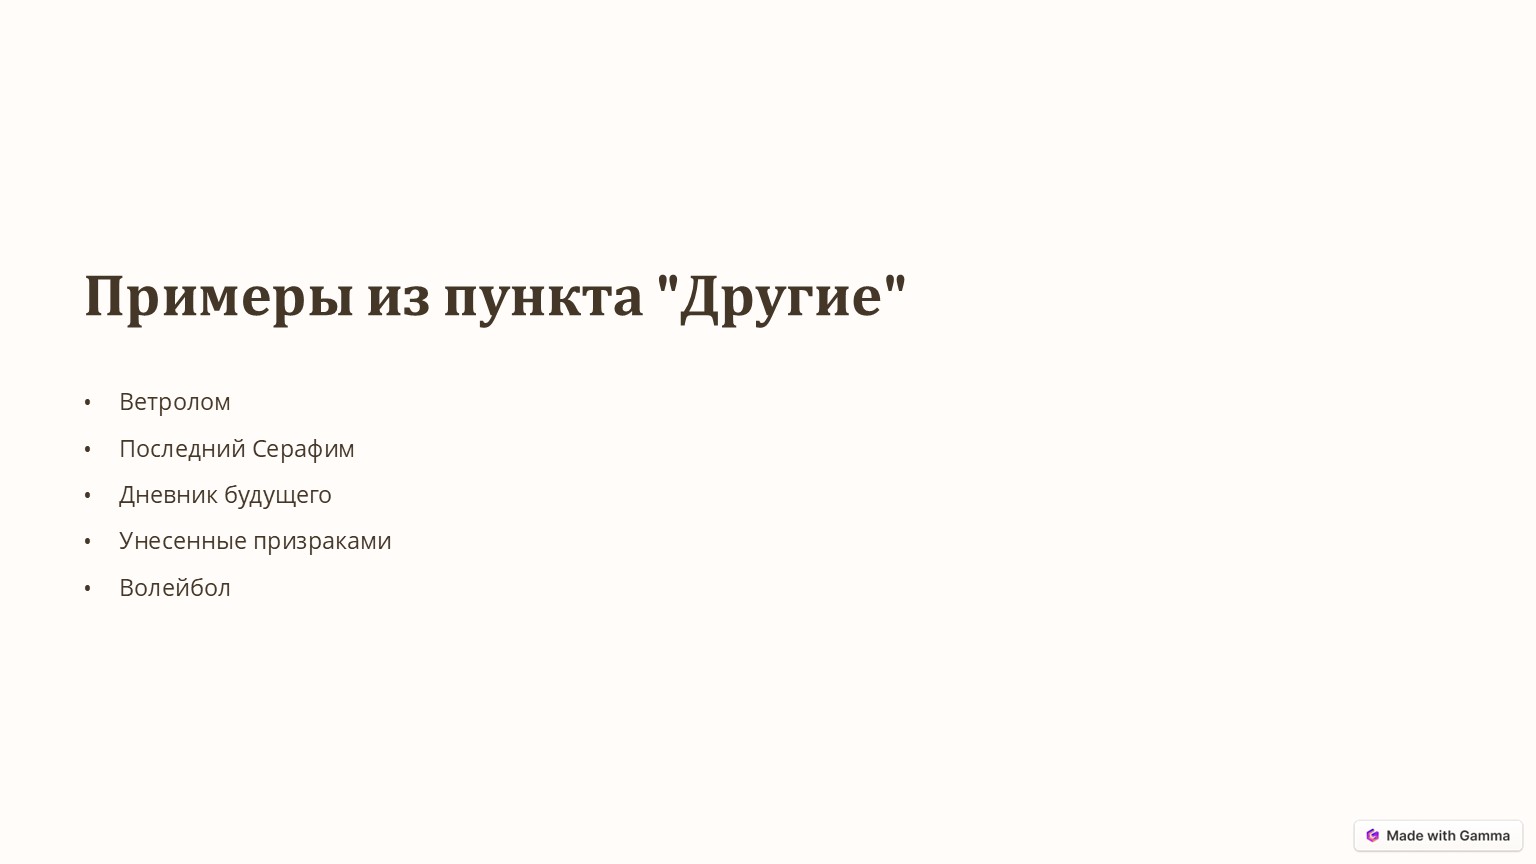 Примеры из пункта "Другие"
• Ветролом
• Последний Серафим
• Дневник будущего
• Унесенные призраками
• Волейбол
Made with Gamma